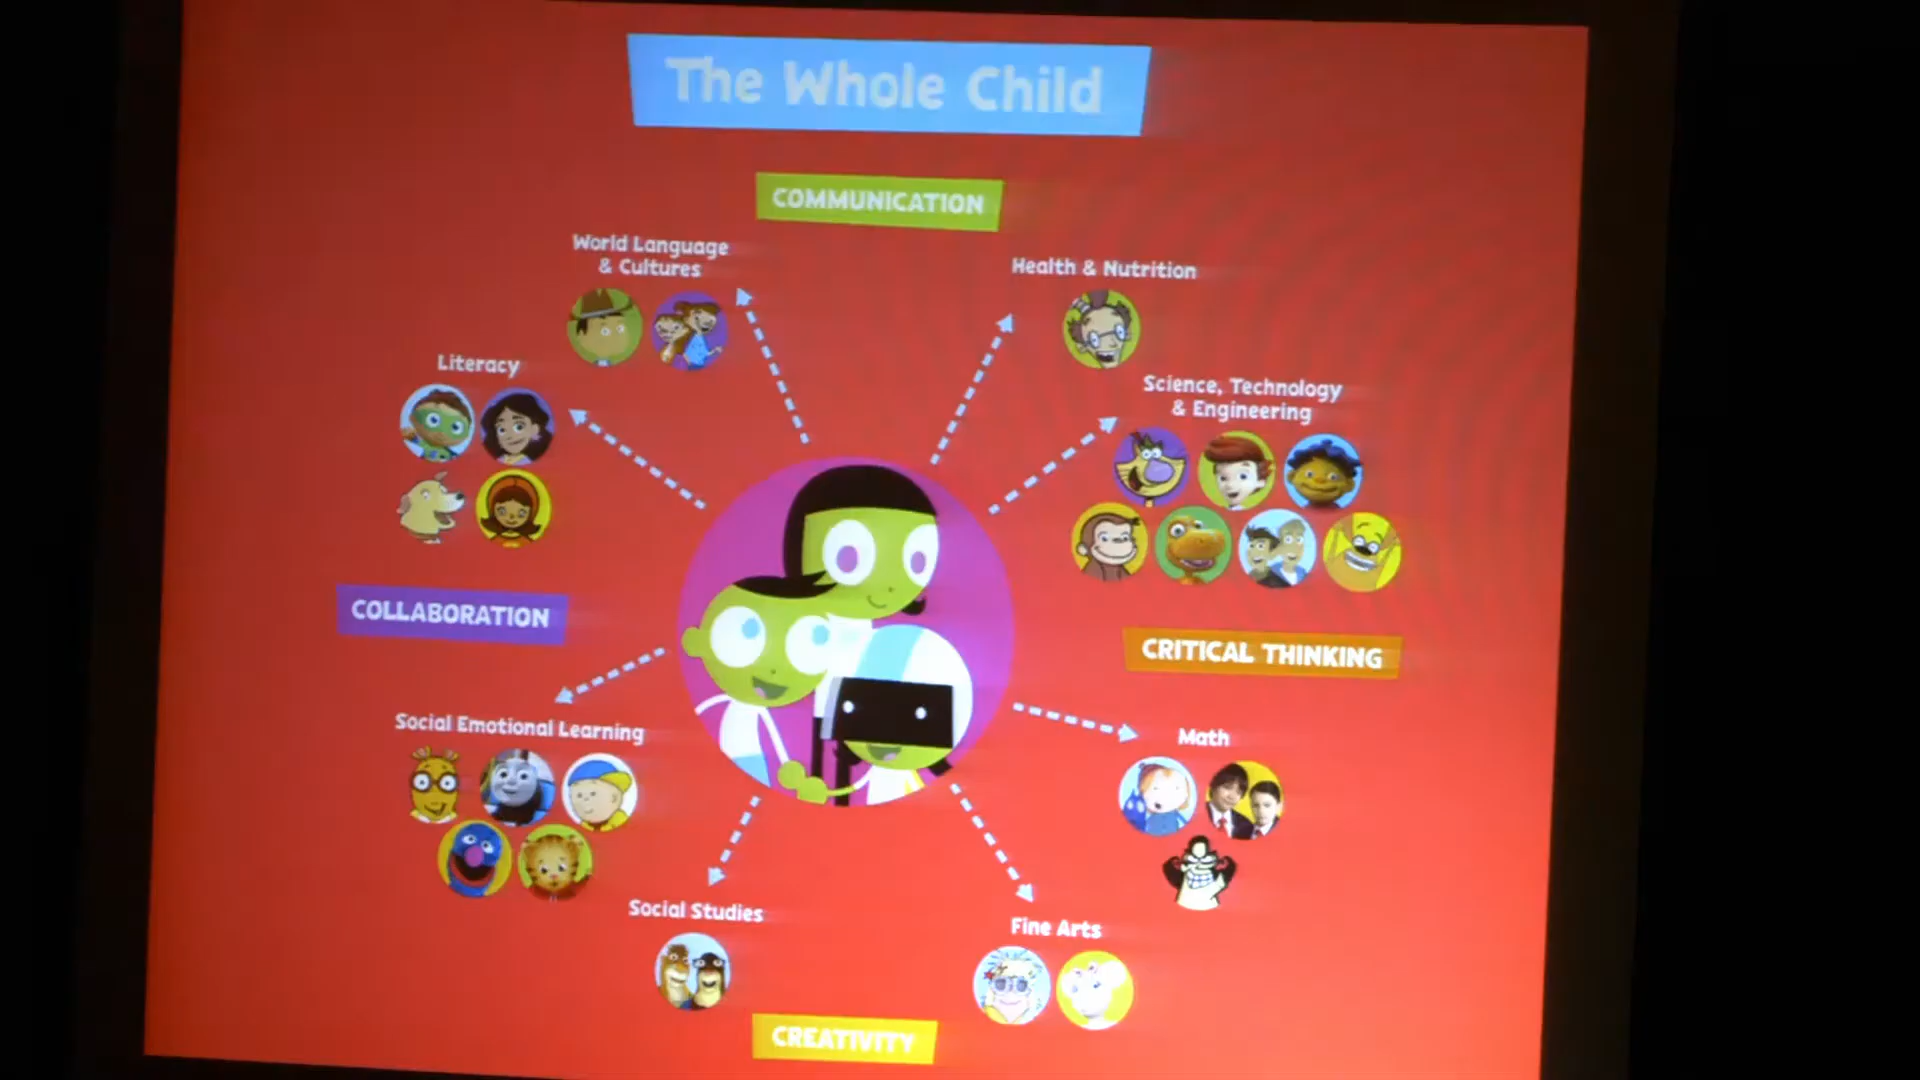 The Whole Child
COMMUNICATION
World Language
& Cultures
Health & Nutrition
Literacy
Science, Technology
& Engineering
COLLABORATION
CRITICAL THINKING
Social Emotional Learning
Math
Social Studies
Fine Arts
CREATIVITY